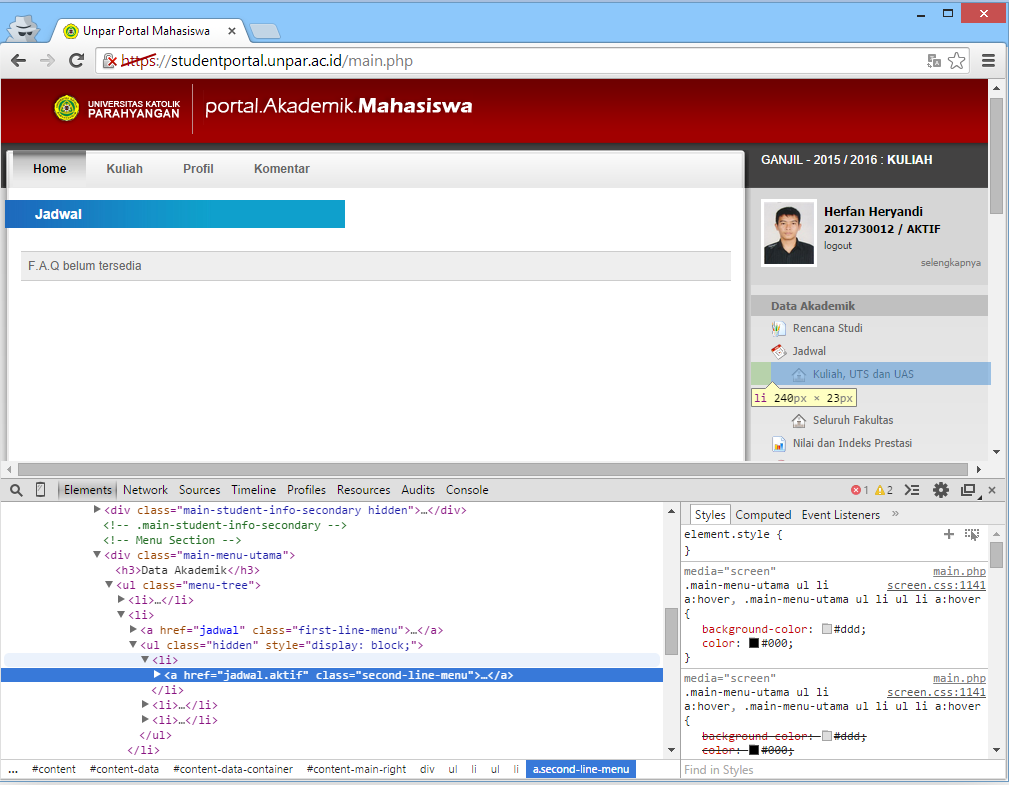 Unpar Portal Mahasiswa
https://studentportal.unpar.ac.id/main.php
UNIVERSITAS KATOLIK
PARAHYANGAN
portal.Akademik.Mahasiswa
Home Kuliah Profil Komentar
GANJIL - 2015 / 2016 : KULIAH
Jadwal
F.A.Q belum tersedia
Herfan Heryandi
2012730012 / AKTIF
logout
selengkapnya
Data Akademik
Rencana Studi
Jadwal
Kuliah, UTS dan UAS
li 240px × 23px
Seluruh Fakultas
Nilai dan Indeks Prestasi
Elements Network Sources Timeline Profiles Resources Audits Console
1 2
<div class="main-student-info-secondary hidden">…</div>
<!-- .main-student-info-secondary -->
<!-- Menu Section -->
<div class="main-menu-utama">
<h3>Data Akademik</h3>
<ul class="menu-tree">
<li>…</li>
<li>
<a href="jadwal" class="first-line-menu">…</a>
<ul class="hidden" style="display: block;">
<li>
<a href="jadwal.aktif" class="second-line-menu">…</a>
</li>
<li>…</li>
<li>…</li>
</ul>
</li>
... #content #content-data #content-data-container #content-main-right div ul li ul li a.second-line-menu
Styles Computed Event Listeners »
element.style {
}
media="screen" main.php
.main-menu-utama ul li screen.css:1141
a:hover, .main-menu-utama ul li ul li a:hover
{
background-color: #ddd;
color: #000;
}
media="screen" main.php
.main-menu-utama ul li screen.css:1141
a:hover, .main-menu-utama ul li ul li a:hover
{
background-color: #ddd;
color: #000;
Find in Styles